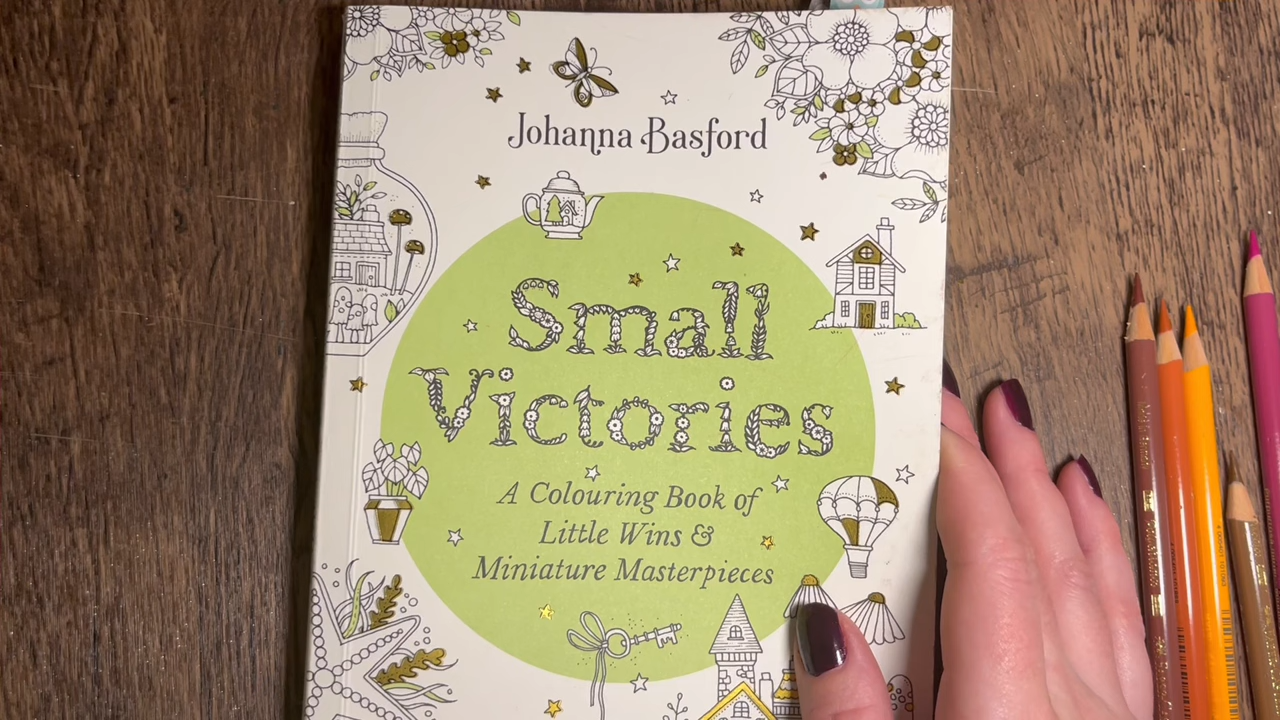 Johanna Basford
Small
Victories
A Colouring Book of
Little Wins &
Miniature Masterpieces